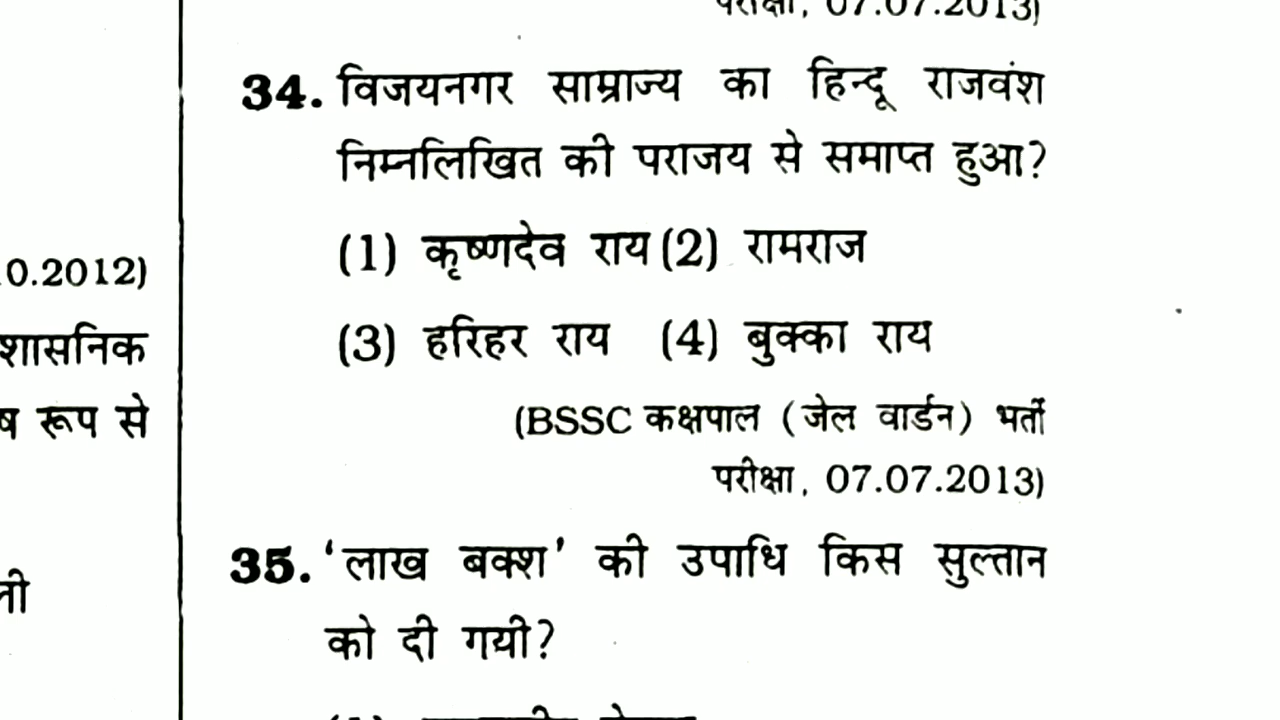 परीक्षा, 07.07.2013)
34. विजयनगर साम्राज्य का हिन्दू राजवंश
निम्नलिखित की पराजय से समाप्त हुआ?
(1) कृष्णदेव राय (2) रामराज
(3) हरिहर राय (4) बुक्का राय
(BSSC कक्षपाल (जेल वार्डन) भर्ती
परीक्षा, 07.07.2013)
35. ‘लाख बक्श’ की उपाधि किस सुल्तान
को दी गयी?
0.2012)
शासनिक
रूप से